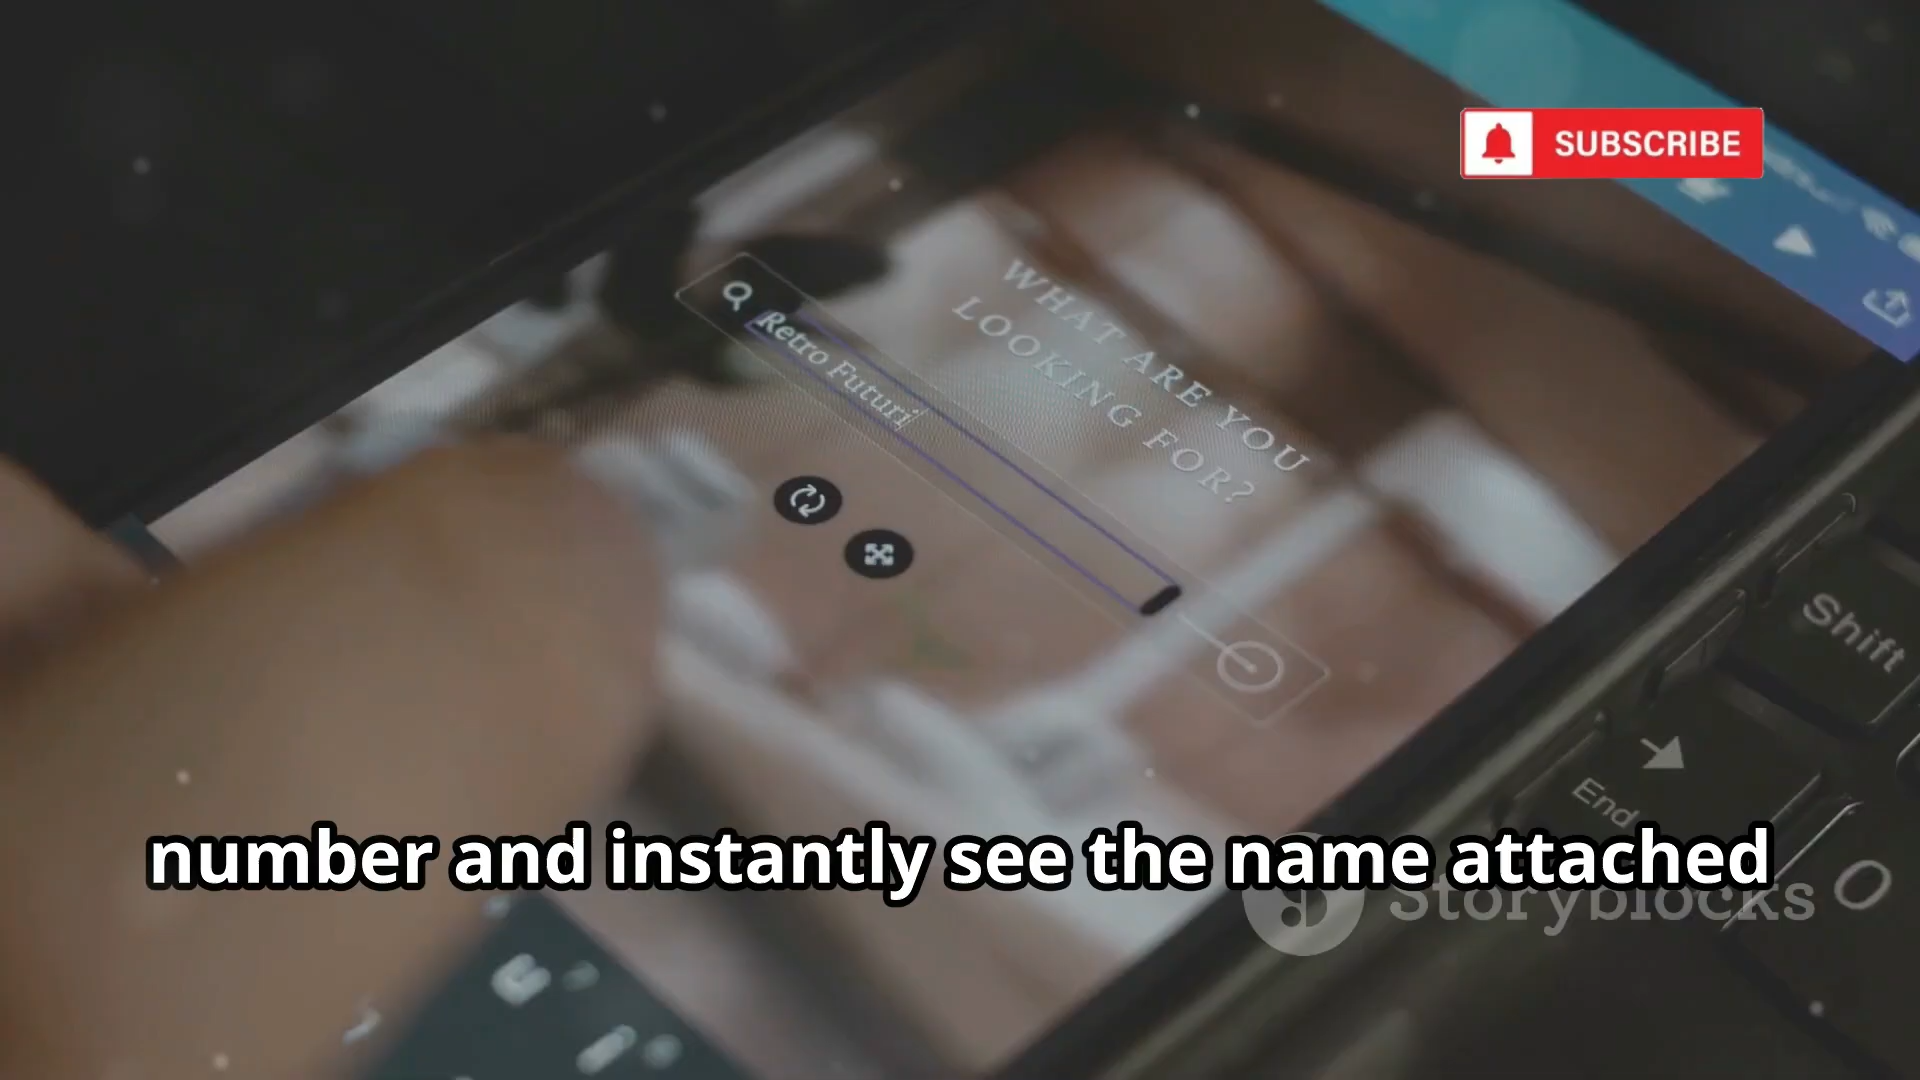 SUBSCRIBE
WHAT ARE YOU
LOOKING FOR?
Retro Futuri
Shift
End
number and instantly see the name attached
Storyblocks